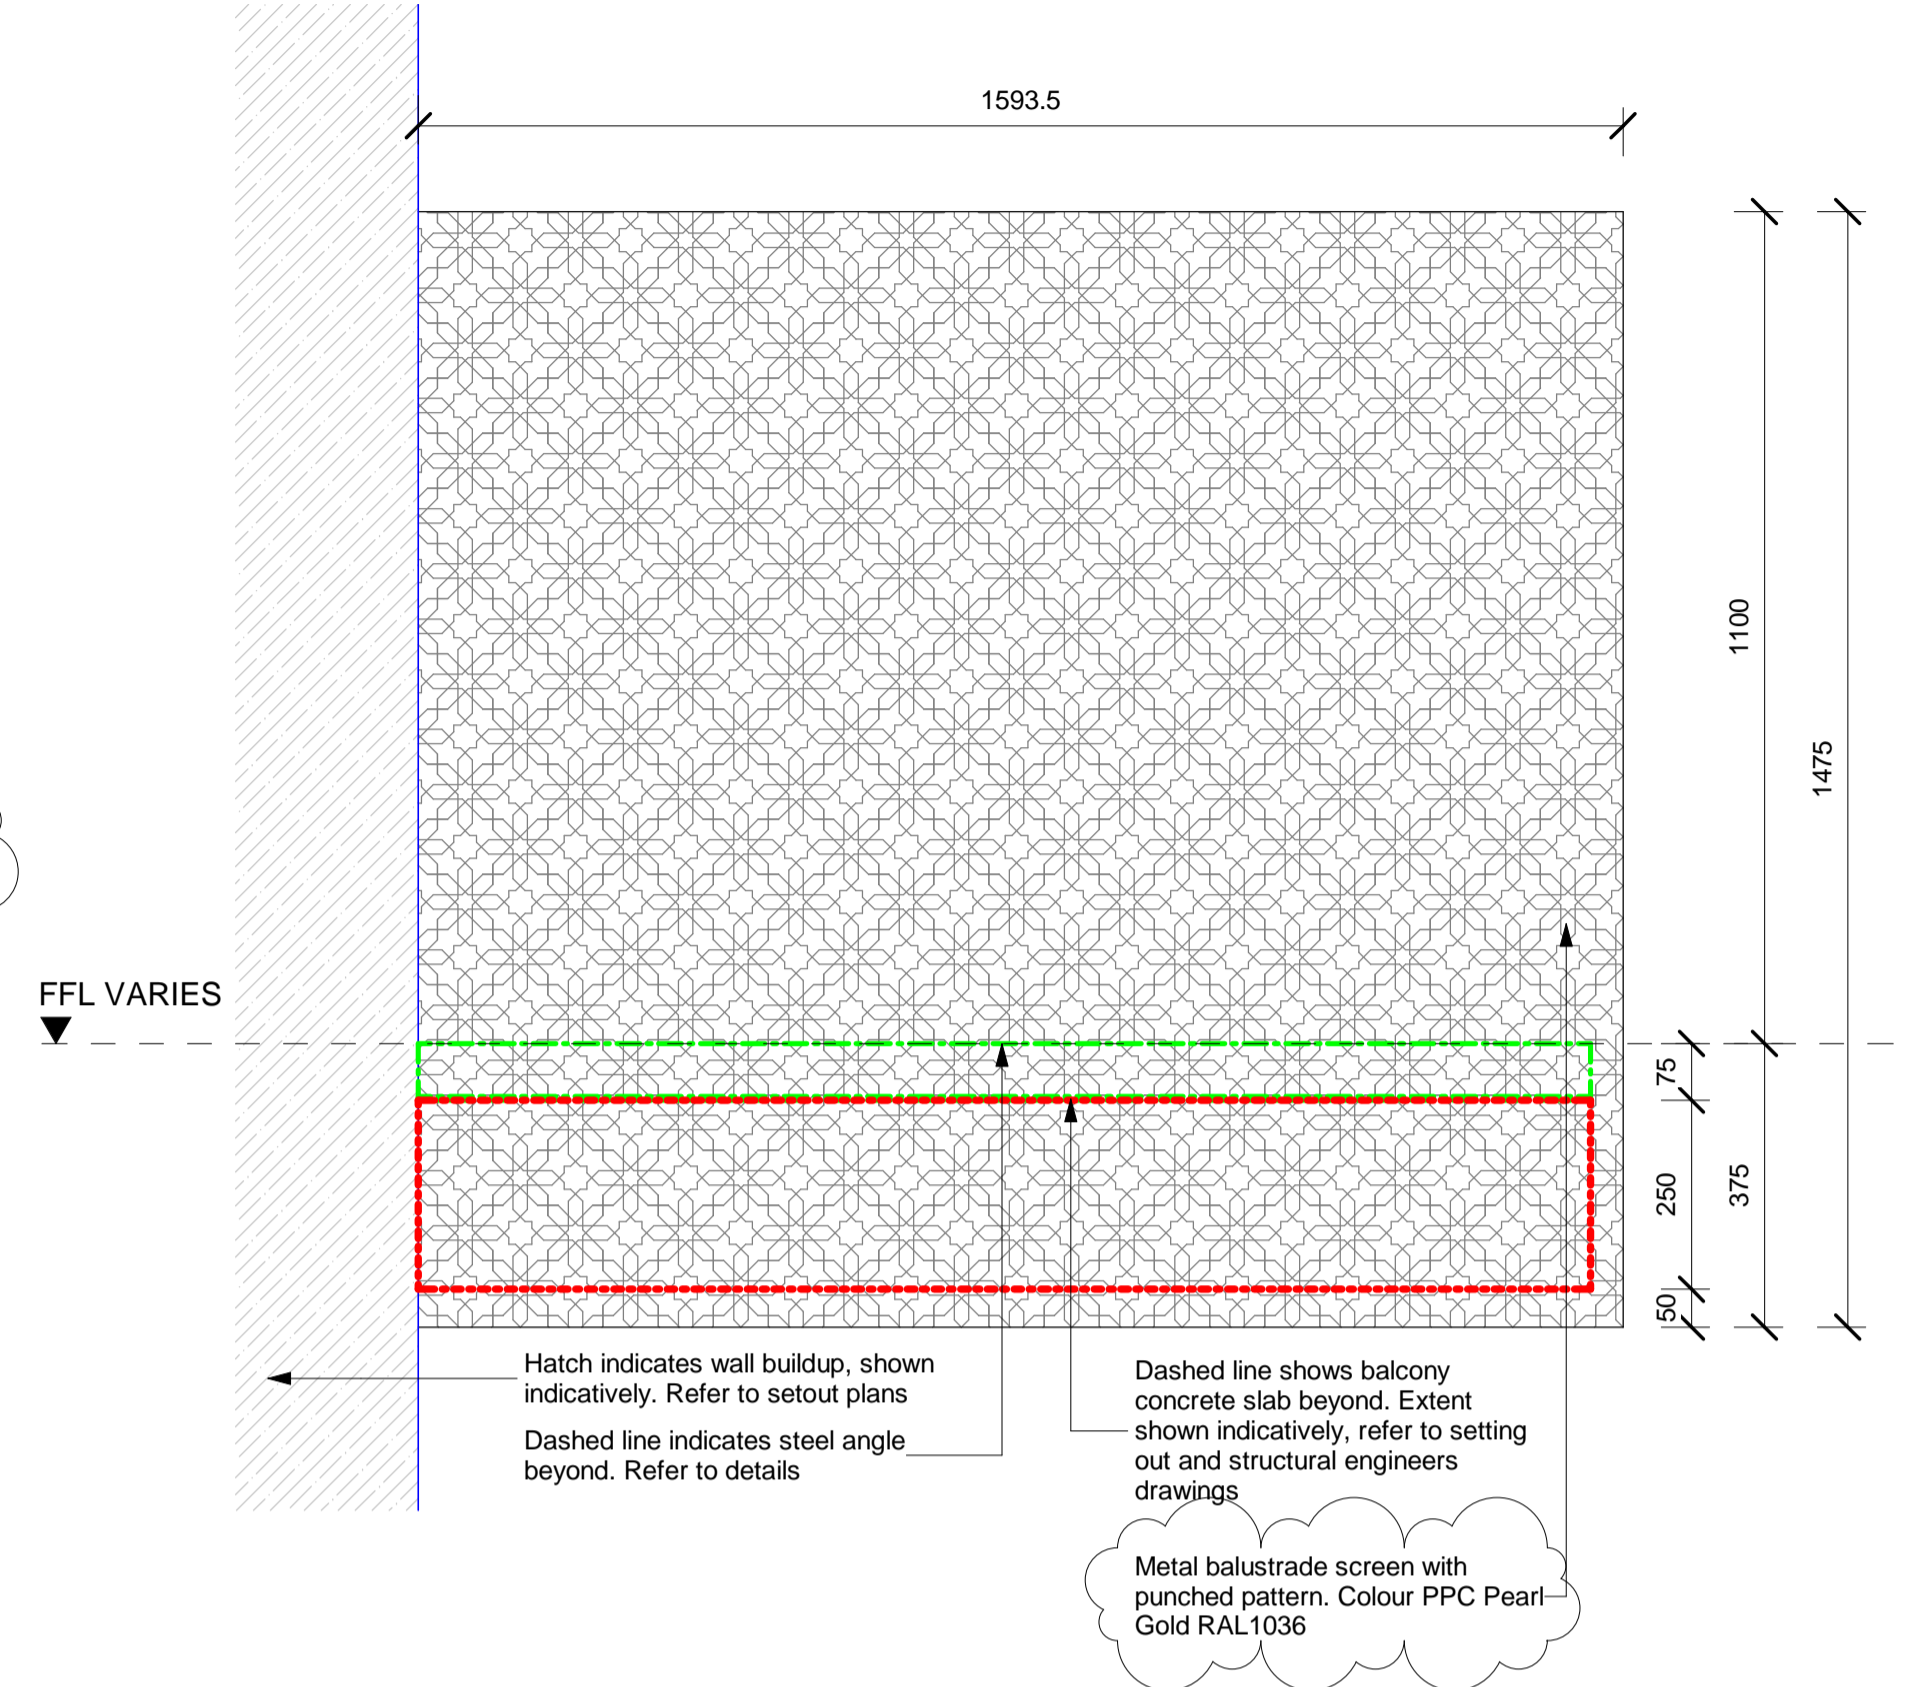 1593.5
1100
1475
FFL VARIES
75
250
375
50
Hatch indicates wall buildup, shown
indicatively. Refer to setout plans
Dashed line indicates steel angle
beyond. Refer to details
Dashed line shows balcony
concrete slab beyond. Extent
shown indicatively, refer to setting
out and structural engineers
drawings
Metal balustrade screen with
punched pattern. Colour PPC Pearl
Gold RAL1036